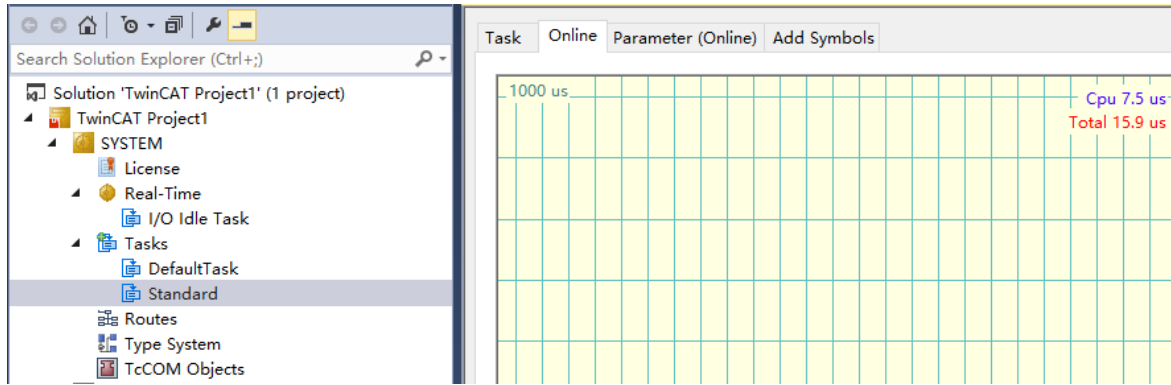 Search Solution Explorer (Ctrl+;)
Solution 'TwinCAT Project1' (1 project)
TwinCAT Project1
SYSTEM
License
Real-Time
I/O Idle Task
Tasks
DefaultTask
Standard
Routes
Type System
TcCOM Objects
Task Online Parameter (Online) Add Symbols
1000 us
Cpu 7.5 us
Total 15.9 us